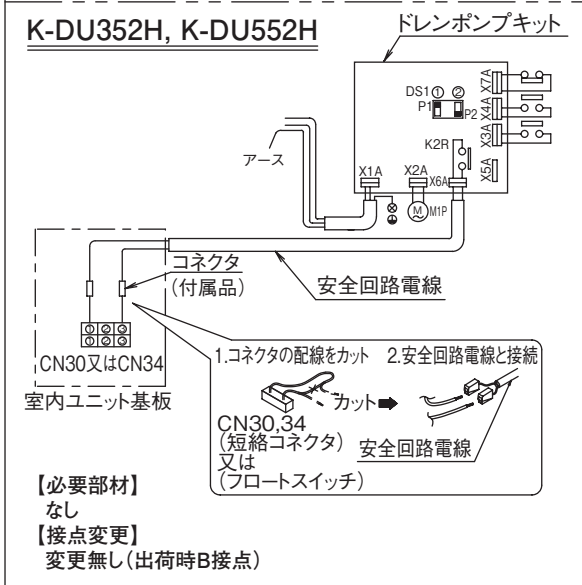 K-DU352H, K-DU552H
ドレンポンプキット
DS1 ① ②
P1
P2
X7A
X4A
X3A
X5A
K2R
アース
X1A
X2A
X6A
M
M1P
コネクタ
(付属品)
安全回路電線
① ② ③
① ② ③
CN30又はCN34
室内ユニット基板
1.コネクタの配線をカット
2.安全回路電線と接続
カット
CN30,34
(短絡コネクタ)
又は
(フロートスイッチ)
安全回路電線
【必要部材】
なし
【接点変更】
変更無し(出荷時B接点)